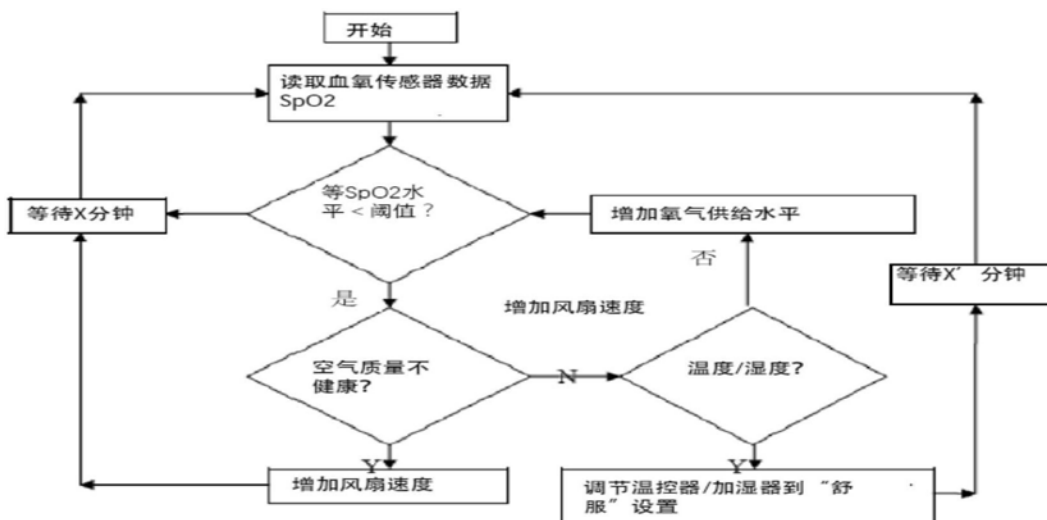 开始
读取血氧传感器数据
SpO2
等SpO2水
平<阈值?
等待X分钟
增加氧气供给水平
否
等待X′ 分钟
是
增加风扇速度
空气质量不
健康?
N
温度/湿度?
Y
Y
增加风扇速度
调节温控器/加湿器到“舒
服”设置